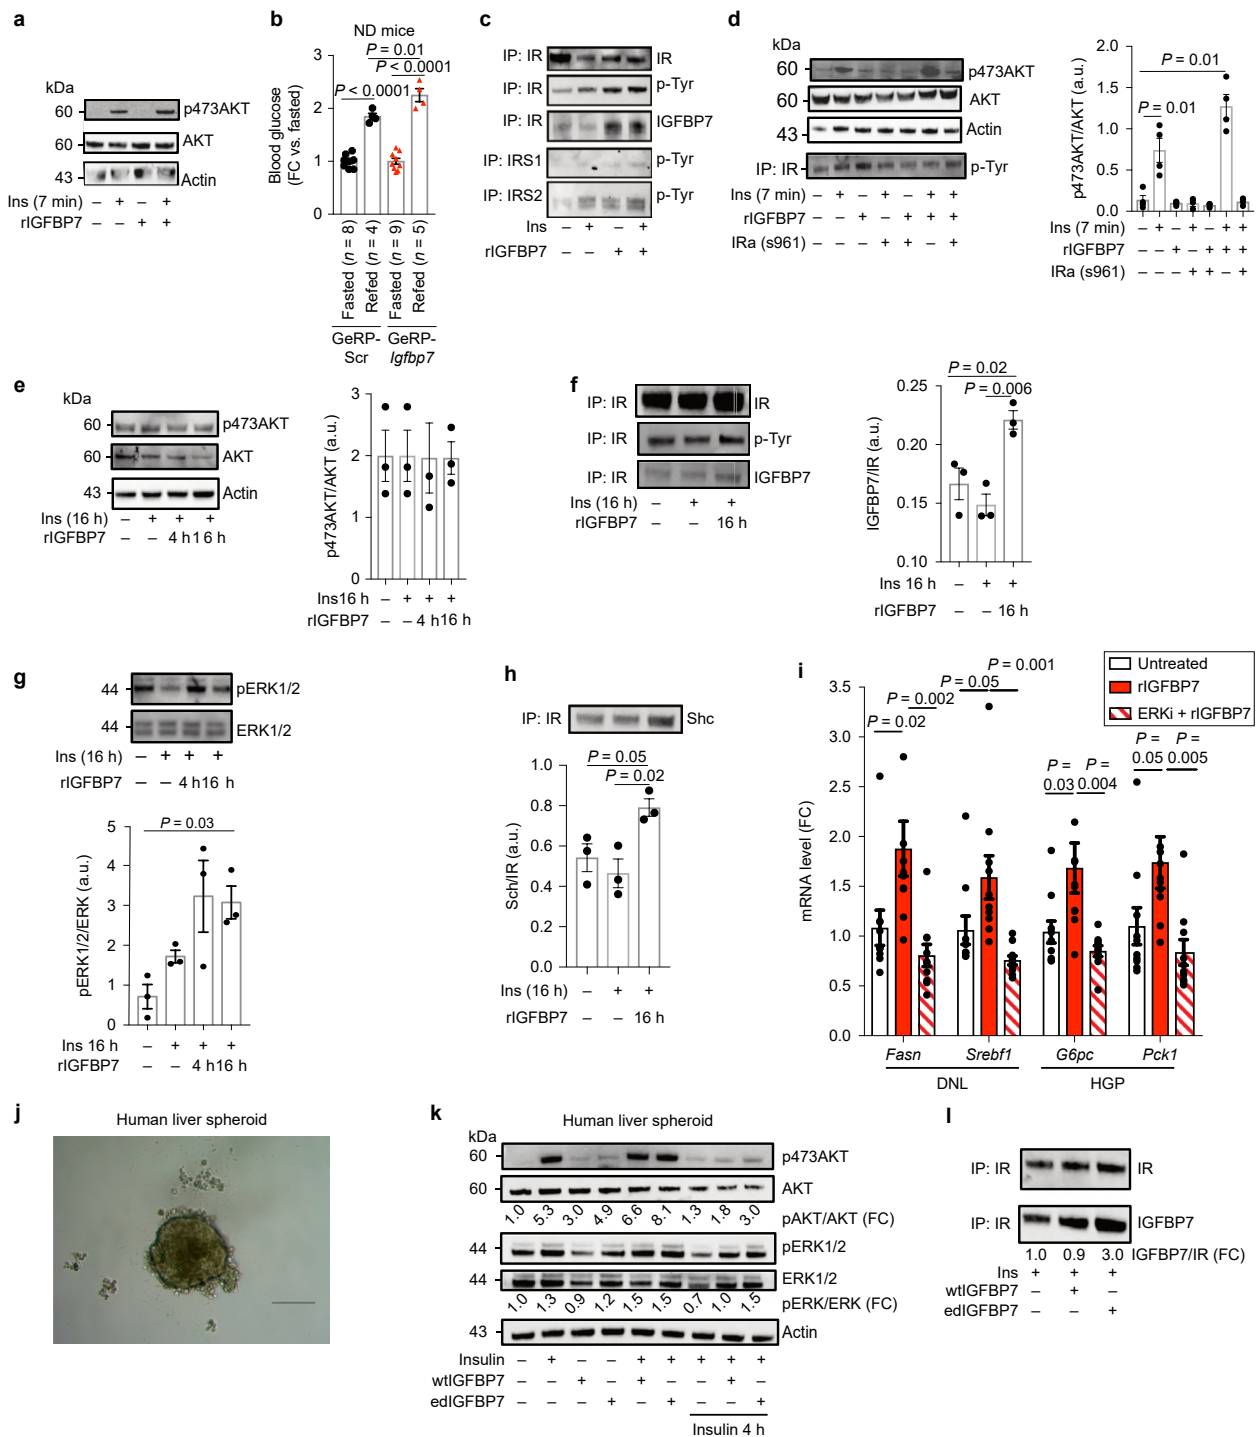 a
kDa
60
p473AKT
60
AKT
43
Actin
Ins (7 min) – + – +
rIGFBP7 – – + +
b
ND mice
P = 0.01
P < 0.0001
P < 0.0001
Blood glucose
(FC vs. fasted)
3
2
1
0
Fasted (n = 8)
Refed (n = 4)
Fasted (n = 9)
Refed (n = 5)
GeRP-
Scr
GeRP-
Igfbp7
c
IP: IR IR
IP: IR p-Tyr
IP: IR IGFBP7
IP: IRS1 p-Tyr
IP: IRS2 p-Tyr
Ins – + – +
rIGFBP7 – – + +
d
kDa
60 p473AKT
60 AKT
43 Actin
IP: IR p-Tyr
Ins (7 min) – + – – – + + +
rIGFBP7 – – + – + – + +
IRa (s961) – – – + + – – +
p473AKT/AKT (a.u.)
2.0
1.5
1.0
0.5
0.0
P = 0.01
P = 0.01
Ins (7 min) – + – – – + +
rIGFBP7 – – + – + + +
IRa (s961) – – – + + – +
e
kDa
60 p473AKT
60 AKT
43 Actin
Ins (16 h) – + + +
rIGFBP7 – – 4 h 16 h
p473AKT/AKT (a.u.)
3
2
1
0
Ins16 h – + + +
rIGFBP7 – – 4 h 16 h
f
IP: IR IR
IP: IR p-Tyr
IP: IR IGFBP7
Ins (16 h) – + +
rIGFBP7 – – 16 h
P = 0.02
P = 0.006
IGFBP7/IR (a.u.)
0.25
0.20
0.15
0.10
Ins 16 h – + +
rIGFBP7 – – 16 h
g
44 pERK1/2
44 ERK1/2
Ins (16 h) – + + +
rIGFBP7 – – 4 h 16 h
P = 0.03
pERK1/2/ERK (a.u.)
5
4
3
2
1
0
Ins 16 h – + + +
rIGFBP7 – – 4 h 16 h
h
IP: IR Shc
P = 0.05
P = 0.02
Sch/IR (a.u.)
1.0
0.8
0.6
0.4
0.2
0.0
Ins (16 h) – + +
rIGFBP7 – – 16 h
i
Untreated
rIGFBP7
ERKi + rIGFBP7
mRNA level (FC)
3.5
3.0
2.5
2.0
1.5
1.0
0.5
0.0
P = 0.02
P = 0.002
P = 0.05
P = 0.001
P =
0.03
P =
0.004
P =
0.05
P =
0.005
Fasn Srebf1 G6pc Pck1
DNL HGP
j
Human liver spheroid
k
Human liver spheroid
kDa
60 p473AKT
60 AKT
1.0 5.3 3.0 4.9 6.6 8.1 1.3 1.8 3.0 pAKT/AKT (FC)
44 pERK1/2
44 ERK1/2
1.0 1.3 0.9 1.2 1.5 1.5 0.7 1.0 1.5 pERK/ERK (FC)
43 Actin
Insulin – + – – + + + + +
wtIGFBP7 – – + – + – – + –
edIGFBP7 – – – + – + – – +
Insulin 4 h
l
IP: IR IR
IP: IR IGFBP7
1.0 0.9 3.0 IGFBP7/IR (FC)
Ins + + +
wtIGFBP7 +
edIGFBP7 +